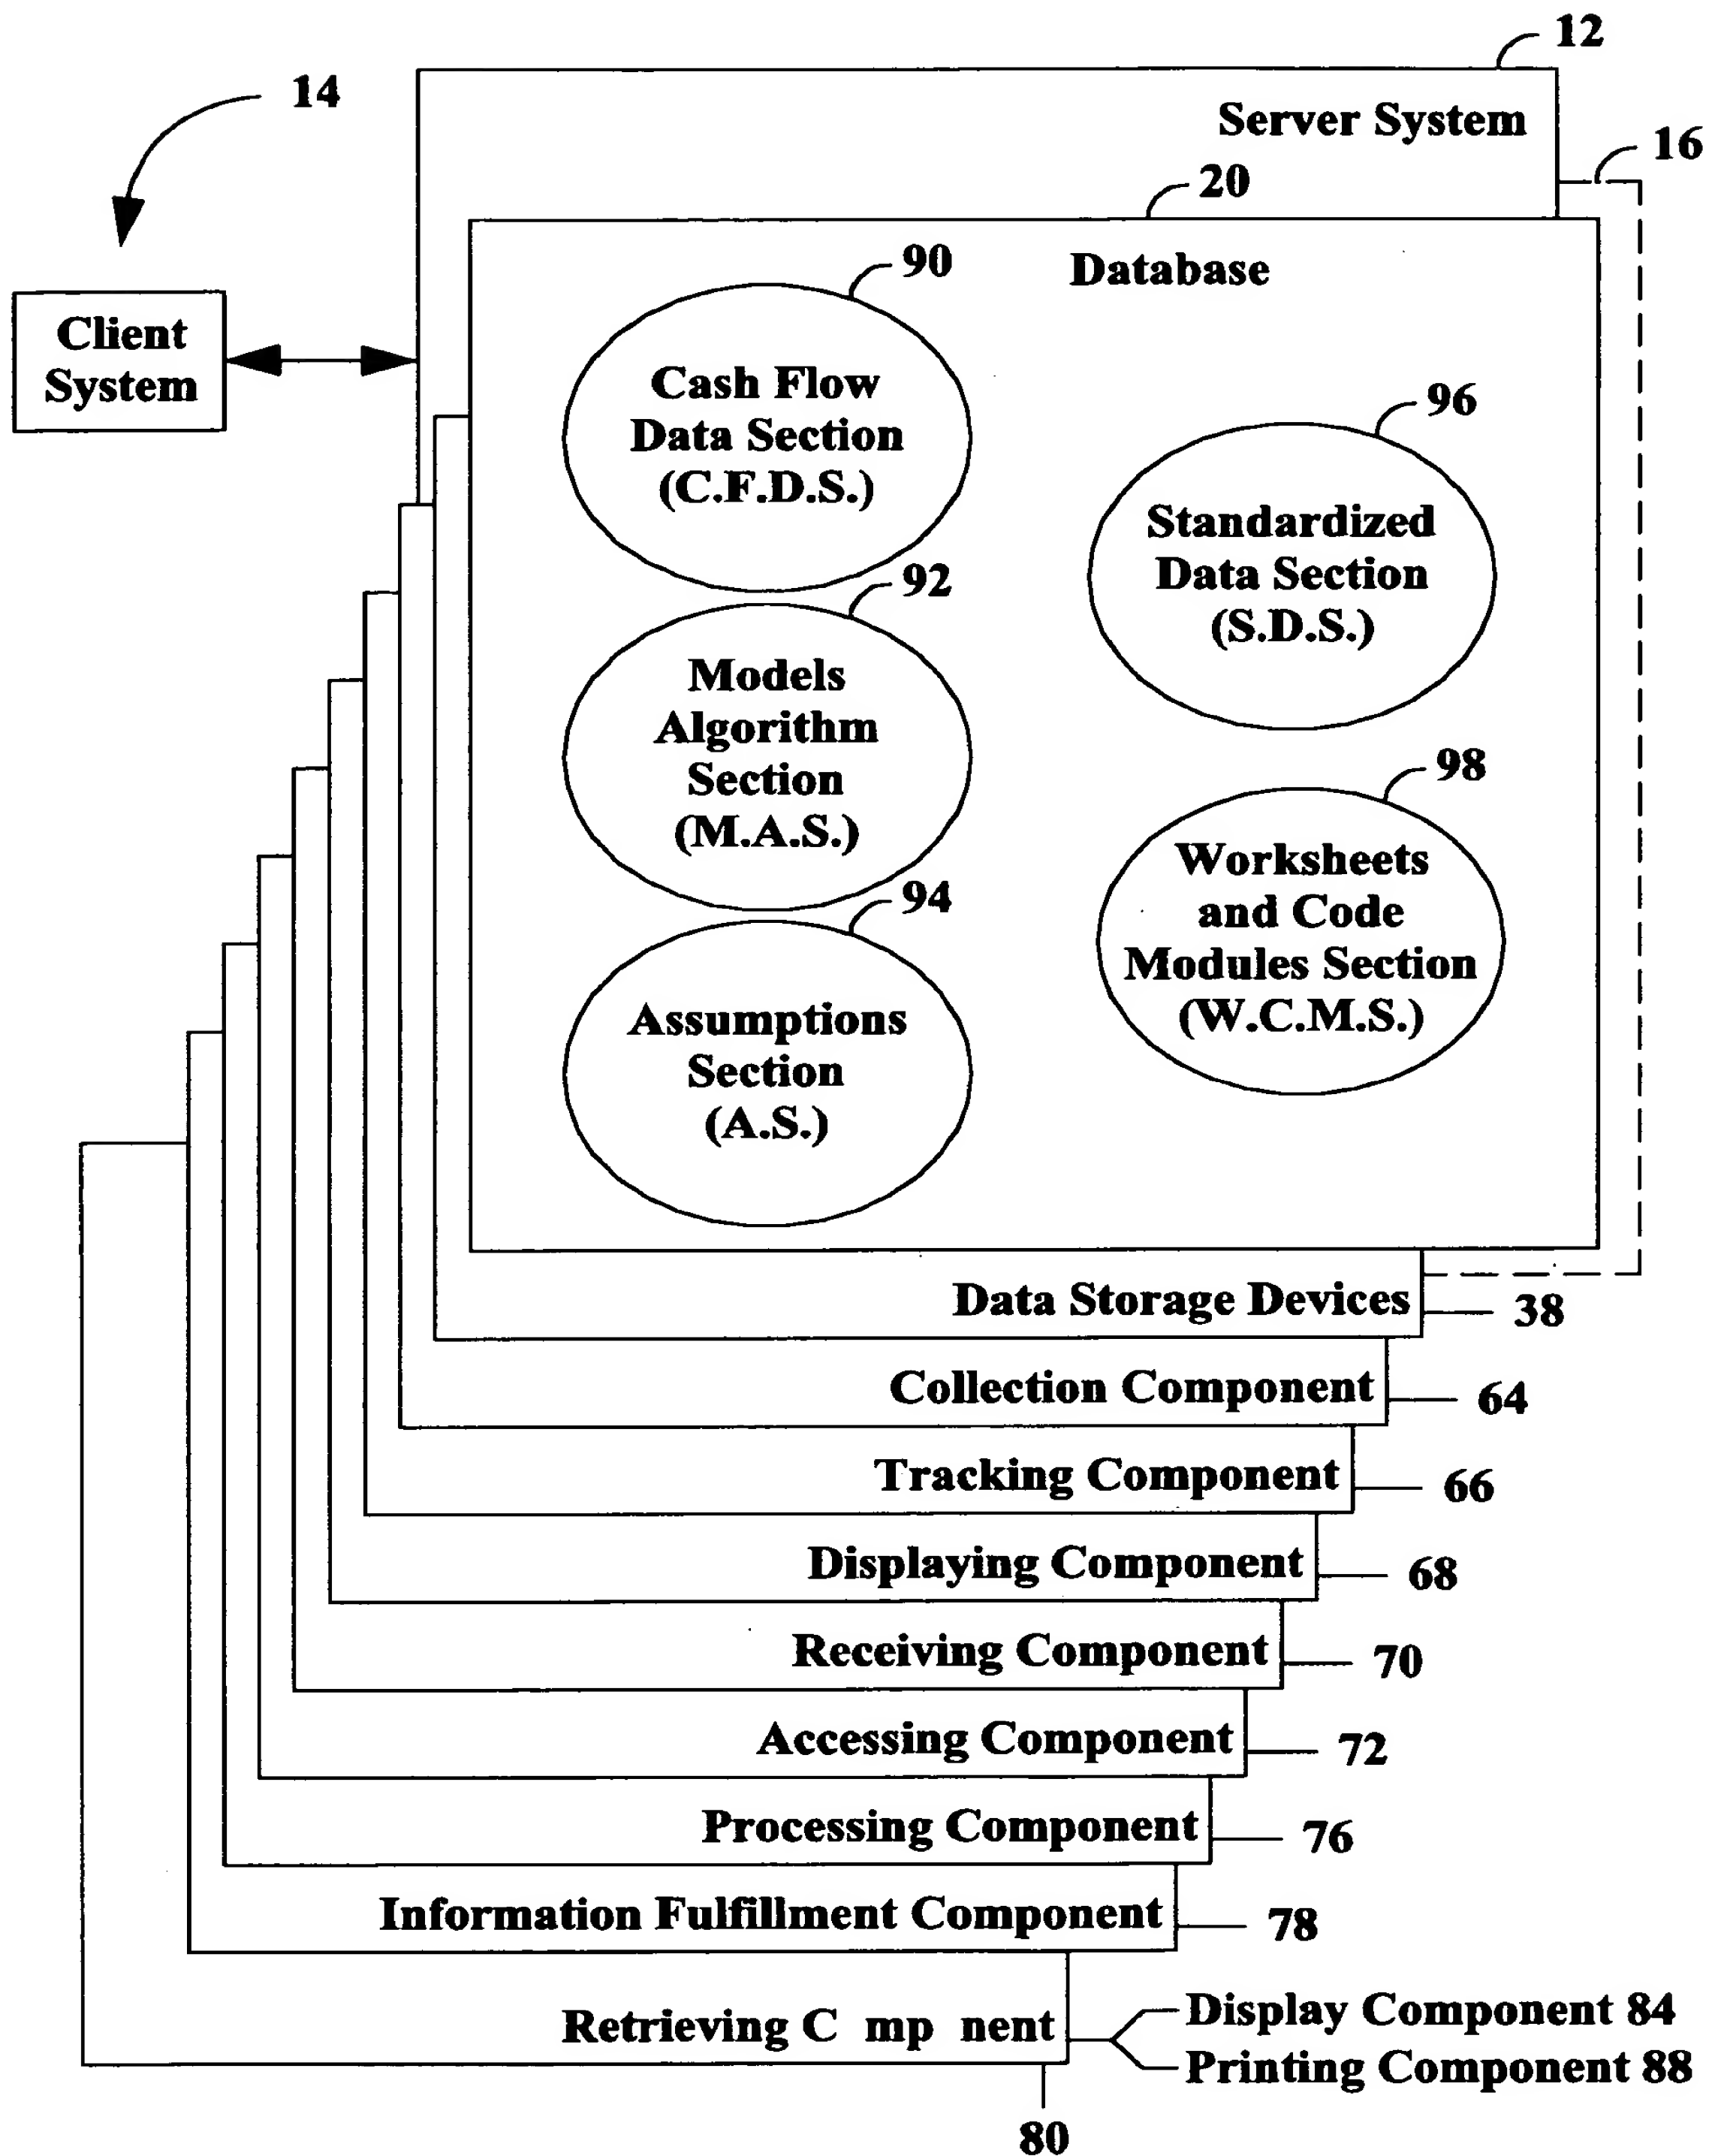 12
14
Server System
16
20
90
Database
Client
System
Cash Flow
Data Section
(C.F.D.S.)
96
Standardized
Data Section
(S.D.S.)
92
Models
Algorithm
Section
(M.A.S.)
98
Worksheets
and Code
Modules Section
(W.C.M.S.)
94
Assumptions
Section
(A.S.)
Data Storage Devices
38
Collection Component
64
Tracking Component
66
Displaying Component
68
Receiving Component
70
Accessing Component
72
Processing Component
76
Information Fulfillment Component
78
Retrieving C mp nent
Display Component 84
Printing Component 88
80